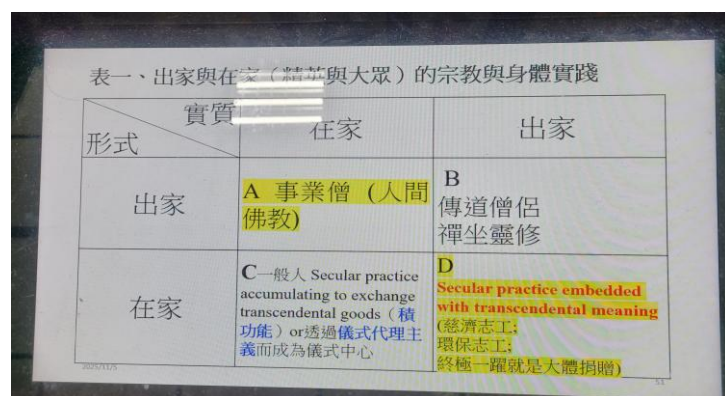 表一、出家與在家（精英與大眾）的宗教與身體實踐
實質
形式
在家
出家
出家
A 事業僧 (人間
佛教)
B
傳道僧侶
禪坐靈修
在家
C一般人 Secular practice
accumulating to exchange
transcendental goods（積
功能）or透過儀式代理主
義而成為儀式中心
D
Secular practice embedded
with transcendental meaning
(慈濟志工;
環保志工;
終極一躍就是大體捐贈)
2025/11/5
53